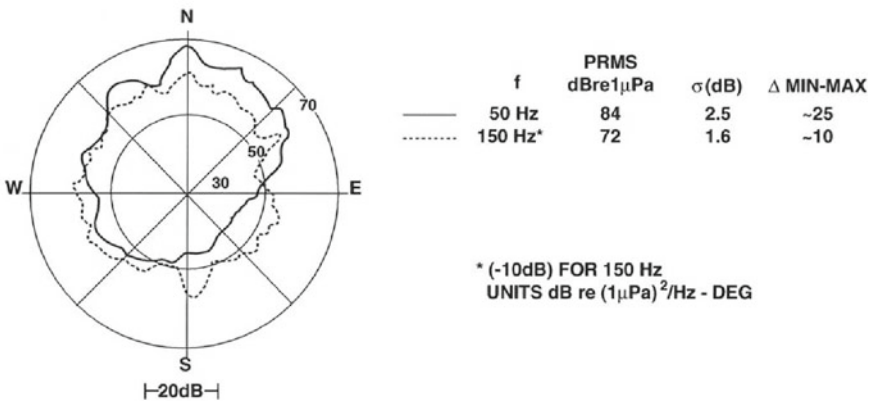 N
W
E
S
70
50
30
⊢20dB⊣
PRMS
f dBre1μPa σ(dB) Δ MIN-MAX
50 Hz 84 2.5 ~25
150 Hz* 72 1.6 ~10
* (-10dB) FOR 150 Hz
UNITS dB re (1μPa)²/Hz - DEG